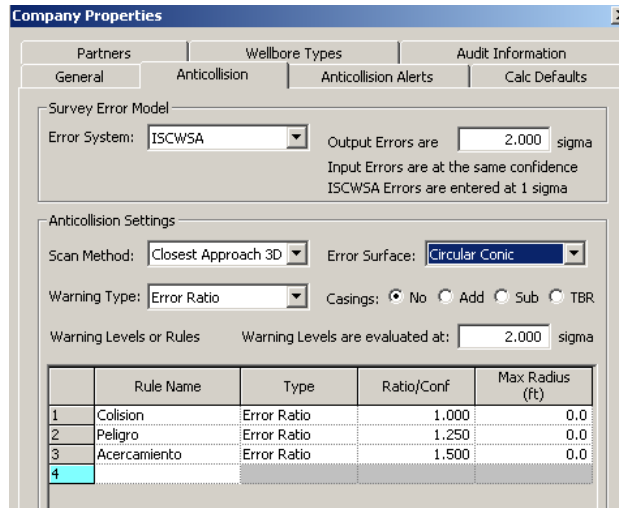 Company Properties
Partners Wellbore Types Audit Information
General Anticollision Anticollision Alerts Calc Defaults
Survey Error Model
Error System: ISCWSA Output Errors are 2.000 sigma
Input Errors are at the same confidence
ISCWSA Errors are entered at 1 sigma
Anticollision Settings
Scan Method: Closest Approach 3D Error Surface: Circular Conic
Warning Type: Error Ratio Casings: No Add Sub TBR
Warning Levels or Rules Warning Levels are evaluated at: 2.000 sigma
Rule Name Type Ratio/Conf Max Radius (ft)
1 Colision Error Ratio 1.000 0.0
2 Peligro Error Ratio 1.250 0.0
3 Acercamiento Error Ratio 1.500 0.0
4